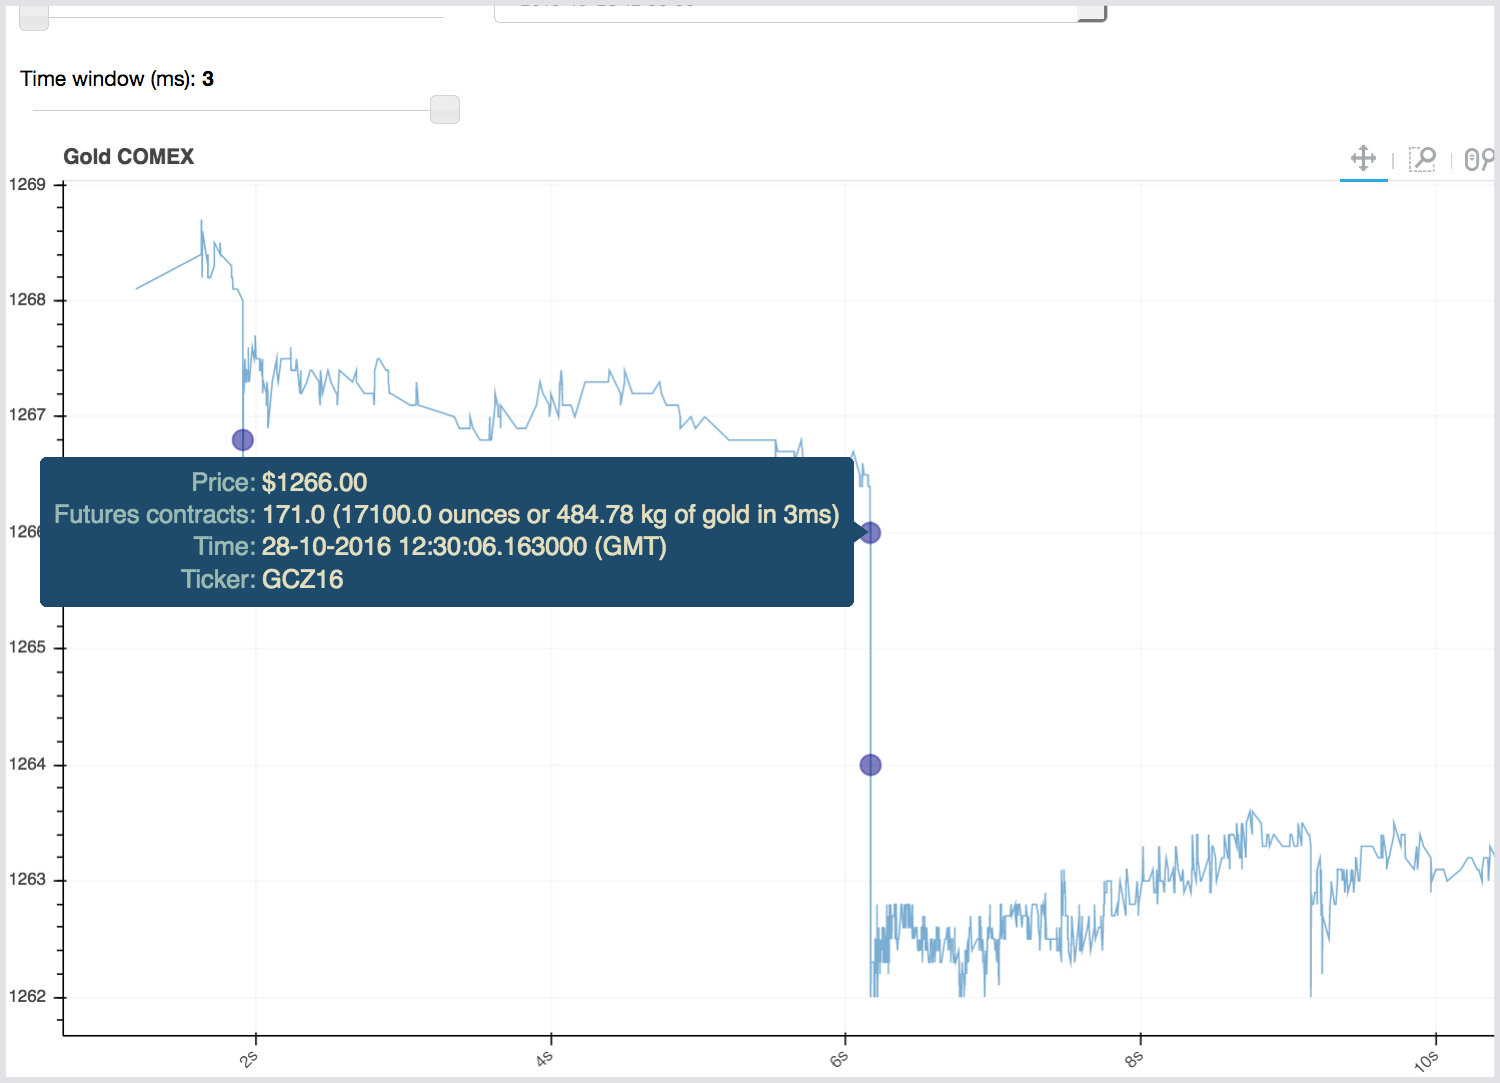 Time window (ms): 3
Gold COMEX
1269
1268
1267
Price: $1266.00
Futures contracts: 171.0 (17100.0 ounces or 484.78 kg of gold in 3ms)
Time: 28-10-2016 12:30:06.163000 (GMT)
Ticker: GCZ16
1265
1264
1263
1262
2s
4s
6s
8s
10s